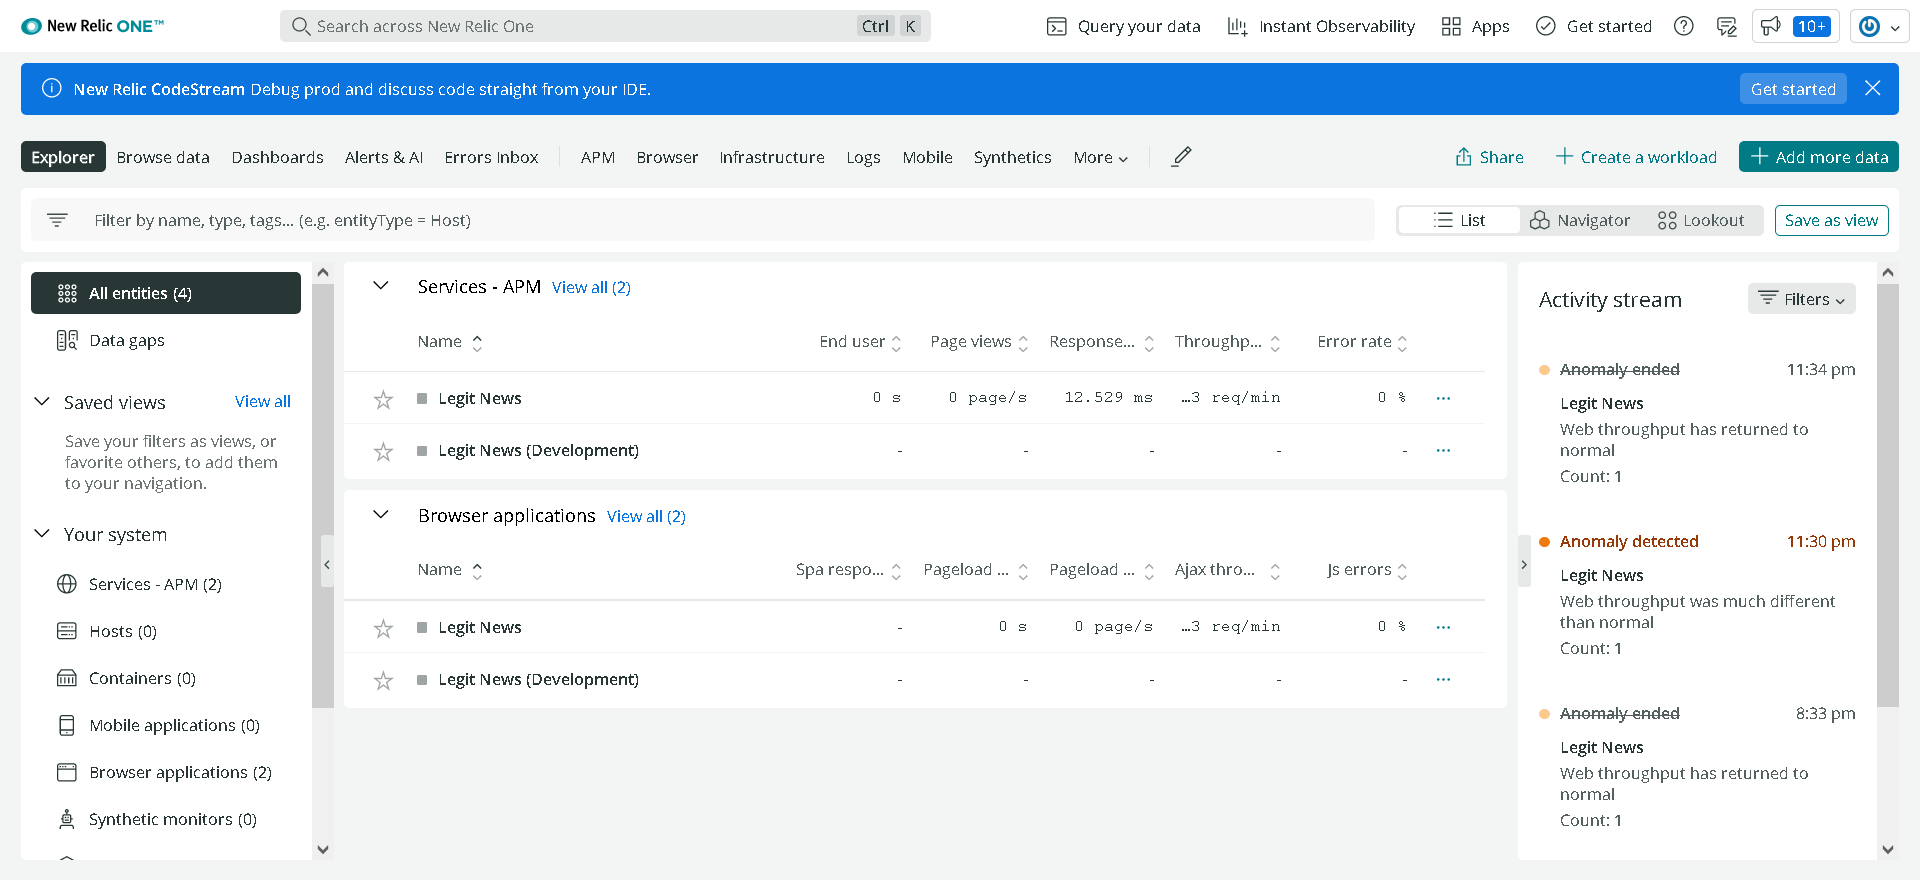 New Relic ONE™
Search across New Relic One
Ctrl K
Query your data
Instant Observability
Apps
Get started
10+
New Relic CodeStream Debug prod and discuss code straight from your IDE.
Get started
Explorer
Browse data
Dashboards
Alerts & AI
Errors Inbox
APM
Browser
Infrastructure
Logs
Mobile
Synthetics
More
Share
Create a workload
Add more data
Filter by name, type, tags... (e.g. entityType = Host)
List
Navigator
Lookout
Save as view
All entities (4)
Data gaps
Saved views View all
Save your filters as views, or
favorite others, to add them
to your navigation.
Your system
Services - APM (2)
Hosts (0)
Containers (0)
Mobile applications (0)
Browser applications (2)
Synthetic monitors (0)
Services - APM View all (2)
Name End user Page views Response... Throughp... Error rate
Legit News 0 s 0 page/s 12.529 ms …3 req/min 0 % ...
Legit News (Development) - - - - - ...
Browser applications View all (2)
Name Spa respo... Pageload ... Pageload ... Ajax thro... Js errors
Legit News - 0 s 0 page/s …3 req/min 0 % ...
Legit News (Development) - - - - - ...
Activity stream
Filters
Anomaly ended 11:34 pm
Legit News
Web throughput has returned to
normal
Count: 1
Anomaly detected 11:30 pm
Legit News
Web throughput was much different
than normal
Count: 1
Anomaly ended 8:33 pm
Legit News
Web throughput has returned to
normal
Count: 1